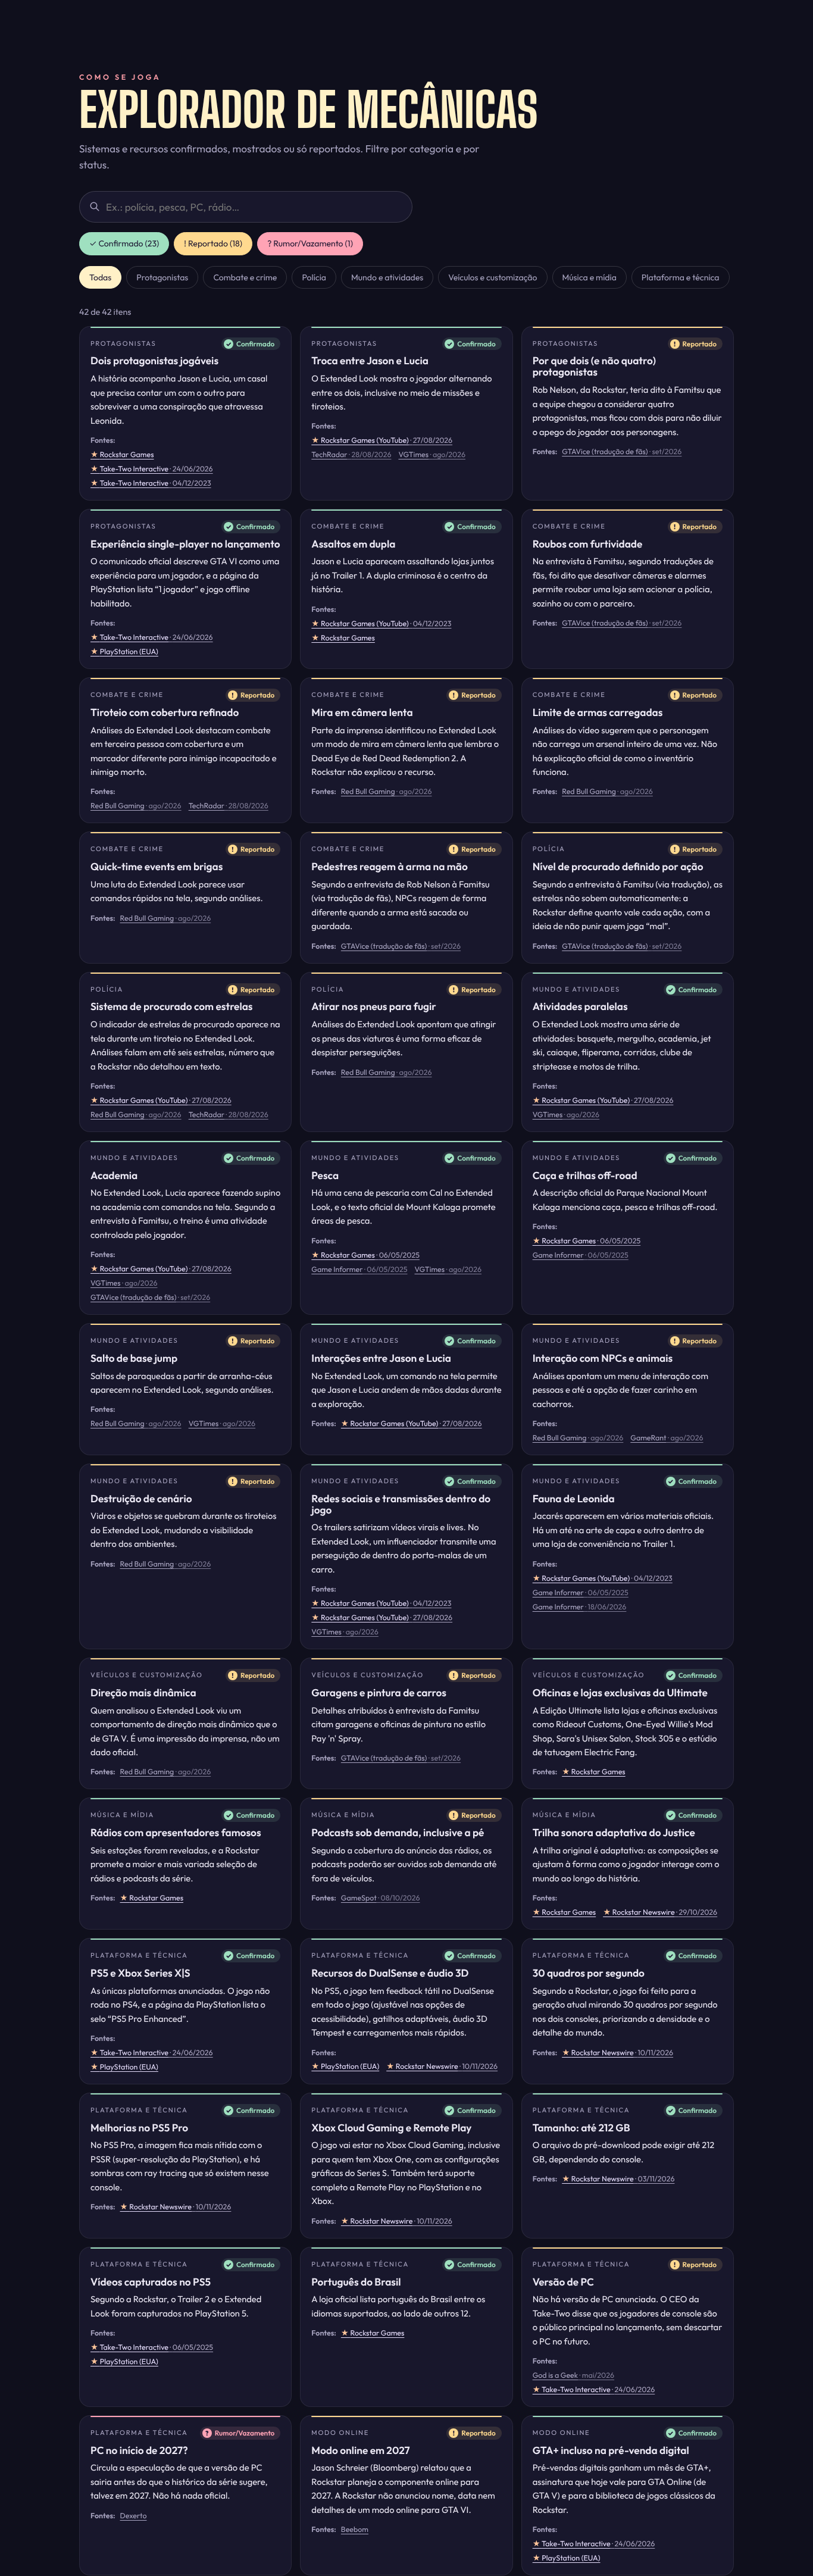 COMO SE JOGA
EXPLORADOR DE MECÂNICAS
Sistemas e recursos confirmados, mostrados ou só reportados. Filtre por categoria e por
status.
Ex.: polícia, pesca, PC, rádio…
✓ Confirmado (23)
! Reportado (18)
? Rumor/Vazamento (1)
Todas
Protagonistas
Combate e crime
Polícia
Mundo e atividades
Veículos e customização
Música e mídia
Plataforma e técnica
42 de 42 itens
PROTAGONISTAS
Confirmado
Dois protagonistas jogáveis
A história acompanha Jason e Lucia, um casal
que precisa contar um com o outro para
sobreviver a uma conspiração que atravessa
Leonida.
Fontes:
★ Rockstar Games
★ Take-Two Interactive · 24/06/2026
★ Take-Two Interactive · 04/12/2023
PROTAGONISTAS
Confirmado
Troca entre Jason e Lucia
O Extended Look mostra o jogador alternando
entre os dois, inclusive no meio de missões e
tiroteios.
Fontes:
★ Rockstar Games (YouTube) · 27/08/2026
TechRadar · 28/08/2026 VGTimes · ago/2026
PROTAGONISTAS
Reportado
Por que dois (e não quatro)
protagonistas
Rob Nelson, da Rockstar, teria dito à Famitsu que
a equipe chegou a considerar quatro
protagonistas, mas ficou com dois para não diluir
o apego do jogador aos personagens.
Fontes: GTAVice (tradução de fãs) · set/2026
PROTAGONISTAS
Confirmado
Experiência single-player no lançamento
O comunicado oficial descreve GTA VI como uma
experiência para um jogador, e a página da
PlayStation lista “1 jogador” e jogo offline
habilitado.
Fontes:
★ Take-Two Interactive · 24/06/2026
★ PlayStation (EUA)
COMBATE E CRIME
Confirmado
Assaltos em dupla
Jason e Lucia aparecem assaltando lojas juntos
já no Trailer 1. A dupla criminosa é o centro da
história.
Fontes:
★ Rockstar Games (YouTube) · 04/12/2023
★ Rockstar Games
COMBATE E CRIME
Reportado
Roubos com furtividade
Na entrevista à Famitsu, segundo traduções de
fãs, foi dito que desativar câmeras e alarmes
permite roubar uma loja sem acionar a polícia,
sozinho ou com o parceiro.
Fontes: GTAVice (tradução de fãs) · set/2026
COMBATE E CRIME
Reportado
Tiroteio com cobertura refinado
Análises do Extended Look destacam combate
em terceira pessoa com cobertura e um
marcador diferente para inimigo incapacitado e
inimigo morto.
Fontes:
Red Bull Gaming · ago/2026 TechRadar · 28/08/2026
COMBATE E CRIME
Reportado
Mira em câmera lenta
Parte da imprensa identificou no Extended Look
um modo de mira em câmera lenta que lembra o
Dead Eye de Red Dead Redemption 2. A
Rockstar não explicou o recurso.
Fontes: Red Bull Gaming · ago/2026
COMBATE E CRIME
Reportado
Limite de armas carregadas
Análises do vídeo sugerem que o personagem
não carrega um arsenal inteiro de uma vez. Não
há explicação oficial de como o inventário
funciona.
Fontes: Red Bull Gaming · ago/2026
COMBATE E CRIME
Reportado
Quick-time events em brigas
Uma luta do Extended Look parece usar
comandos rápidos na tela, segundo análises.
Fontes: Red Bull Gaming · ago/2026
COMBATE E CRIME
Reportado
Pedestres reagem à arma na mão
Segundo a entrevista de Rob Nelson à Famitsu
(via tradução de fãs), NPCs reagem de forma
diferente quando a arma está sacada ou
guardada.
Fontes: GTAVice (tradução de fãs) · set/2026
POLÍCIA
Reportado
Nível de procurado definido por ação
Segundo a entrevista à Famitsu (via tradução), as
estrelas não sobem automaticamente: a
Rockstar define quanto vale cada ação, com a
ideia de não punir quem joga “mal”.
Fontes: GTAVice (tradução de fãs) · set/2026
POLÍCIA
Reportado
Sistema de procurado com estrelas
O indicador de estrelas de procurado aparece na
tela durante um tiroteio no Extended Look.
Análises falam em até seis estrelas, número que
a Rockstar não detalhou em texto.
Fontes:
★ Rockstar Games (YouTube) · 27/08/2026
Red Bull Gaming · ago/2026 TechRadar · 28/08/2026
POLÍCIA
Reportado
Atirar nos pneus para fugir
Análises do Extended Look apontam que atingir
os pneus das viaturas é uma forma eficaz de
despistar perseguições.
Fontes: Red Bull Gaming · ago/2026
MUNDO E ATIVIDADES
Confirmado
Atividades paralelas
O Extended Look mostra uma série de
atividades: basquete, mergulho, academia, jet
ski, caiaque, fliperama, corridas, clube de
striptease e motos de trilha.
Fontes:
★ Rockstar Games (YouTube) · 27/08/2026
VGTimes · ago/2026
MUNDO E ATIVIDADES
Confirmado
Academia
No Extended Look, Lucia aparece fazendo supino
na academia com comandos na tela. Segundo a
entrevista à Famitsu, o treino é uma atividade
controlada pelo jogador.
Fontes:
★ Rockstar Games (YouTube) · 27/08/2026
VGTimes · ago/2026
GTAVice (tradução de fãs) · set/2026
MUNDO E ATIVIDADES
Confirmado
Pesca
Há uma cena de pescaria com Cal no Extended
Look, e o texto oficial de Mount Kalaga promete
áreas de pesca.
Fontes:
★ Rockstar Games · 06/05/2025
Game Informer · 06/05/2025 VGTimes · ago/2026
MUNDO E ATIVIDADES
Confirmado
Caça e trilhas off-road
A descrição oficial do Parque Nacional Mount
Kalaga menciona caça, pesca e trilhas off-road.
Fontes:
★ Rockstar Games · 06/05/2025
Game Informer · 06/05/2025
MUNDO E ATIVIDADES
Reportado
Salto de base jump
Saltos de paraquedas a partir de arranha-céus
aparecem no Extended Look, segundo análises.
Fontes:
Red Bull Gaming · ago/2026 VGTimes · ago/2026
MUNDO E ATIVIDADES
Confirmado
Interações entre Jason e Lucia
No Extended Look, um comando na tela permite
que Jason e Lucia andem de mãos dadas durante
a exploração.
Fontes: ★ Rockstar Games (YouTube) · 27/08/2026
MUNDO E ATIVIDADES
Reportado
Interação com NPCs e animais
Análises apontam um menu de interação com
pessoas e até a opção de fazer carinho em
cachorros.
Fontes:
Red Bull Gaming · ago/2026 GameRant · ago/2026
MUNDO E ATIVIDADES
Reportado
Destruição de cenário
Vidros e objetos se quebram durante os tiroteios
do Extended Look, mudando a visibilidade
dentro dos ambientes.
Fontes: Red Bull Gaming · ago/2026
MUNDO E ATIVIDADES
Confirmado
Redes sociais e transmissões dentro do
jogo
Os trailers satirizam vídeos virais e lives. No
Extended Look, um influenciador transmite uma
perseguição de dentro do porta-malas de um
carro.
Fontes:
★ Rockstar Games (YouTube) · 04/12/2023
★ Rockstar Games (YouTube) · 27/08/2026
VGTimes · ago/2026
MUNDO E ATIVIDADES
Confirmado
Fauna de Leonida
Jacarés aparecem em vários materiais oficiais.
Há um até na arte de capa e outro dentro de
uma loja de conveniência no Trailer 1.
Fontes:
★ Rockstar Games (YouTube) · 04/12/2023
Game Informer · 06/05/2025
Game Informer · 18/06/2026
VEÍCULOS E CUSTOMIZAÇÃO
Reportado
Direção mais dinâmica
Quem analisou o Extended Look viu um
comportamento de direção mais dinâmico que o
de GTA V. É uma impressão da imprensa, não um
dado oficial.
Fontes: Red Bull Gaming · ago/2026
VEÍCULOS E CUSTOMIZAÇÃO
Reportado
Garagens e pintura de carros
Detalhes atribuídos à entrevista da Famitsu
citam garagens e oficinas de pintura no estilo
Pay 'n' Spray.
Fontes: GTAVice (tradução de fãs) · set/2026
VEÍCULOS E CUSTOMIZAÇÃO
Confirmado
Oficinas e lojas exclusivas da Ultimate
A Edição Ultimate lista lojas e oficinas exclusivas
como Rideout Customs, One-Eyed Willie's Mod
Shop, Sara's Unisex Salon, Stock 305 e o estúdio
de tatuagem Electric Fang.
Fontes: ★ Rockstar Games
MÚSICA E MÍDIA
Confirmado
Rádios com apresentadores famosos
Seis estações foram reveladas, e a Rockstar
promete a maior e mais variada seleção de
rádios e podcasts da série.
Fontes: ★ Rockstar Games
MÚSICA E MÍDIA
Reportado
Podcasts sob demanda, inclusive a pé
Segundo a cobertura do anúncio das rádios, os
podcasts poderão ser ouvidos sob demanda até
fora de veículos.
Fontes: GameSpot · 08/10/2026
MÚSICA E MÍDIA
Confirmado
Trilha sonora adaptativa do Justice
A trilha original é adaptativa: as composições se
ajustam à forma como o jogador interage com o
mundo ao longo da história.
Fontes:
★ Rockstar Games ★ Rockstar Newswire · 29/10/2026
PLATAFORMA E TÉCNICA
Confirmado
PS5 e Xbox Series X|S
As únicas plataformas anunciadas. O jogo não
roda no PS4, e a página da PlayStation lista o
selo “PS5 Pro Enhanced”.
Fontes:
★ Take-Two Interactive · 24/06/2026
★ PlayStation (EUA)
PLATAFORMA E TÉCNICA
Confirmado
Recursos do DualSense e áudio 3D
No PS5, o jogo tem feedback tátil no DualSense
em todo o jogo (ajustável nas opções de
acessibilidade), gatilhos adaptáveis, áudio 3D
Tempest e carregamentos mais rápidos.
Fontes:
★ PlayStation (EUA) ★ Rockstar Newswire · 10/11/2026
PLATAFORMA E TÉCNICA
Confirmado
30 quadros por segundo
Segundo a Rockstar, o jogo foi feito para a
geração atual mirando 30 quadros por segundo
nos dois consoles, priorizando a densidade e o
detalhe do mundo.
Fontes: ★ Rockstar Newswire · 10/11/2026
PLATAFORMA E TÉCNICA
Confirmado
Melhorias no PS5 Pro
No PS5 Pro, a imagem fica mais nítida com o
PSSR (super-resolução da PlayStation), e há
sombras com ray tracing que só existem nesse
console.
Fontes: ★ Rockstar Newswire · 10/11/2026
PLATAFORMA E TÉCNICA
Confirmado
Xbox Cloud Gaming e Remote Play
O jogo vai estar no Xbox Cloud Gaming, inclusive
para quem tem Xbox One, com as configurações
gráficas do Series S. Também terá suporte
completo a Remote Play no PlayStation e no
Xbox.
Fontes: ★ Rockstar Newswire · 10/11/2026
PLATAFORMA E TÉCNICA
Confirmado
Tamanho: até 212 GB
O arquivo do pré-download pode exigir até 212
GB, dependendo do console.
Fontes: ★ Rockstar Newswire · 03/11/2026
PLATAFORMA E TÉCNICA
Confirmado
Vídeos capturados no PS5
Segundo a Rockstar, o Trailer 2 e o Extended
Look foram capturados no PlayStation 5.
Fontes:
★ Take-Two Interactive · 06/05/2025
★ PlayStation (EUA)
PLATAFORMA E TÉCNICA
Confirmado
Português do Brasil
A loja oficial lista português do Brasil entre os
idiomas suportados, ao lado de outros 12.
Fontes: ★ Rockstar Games
PLATAFORMA E TÉCNICA
Reportado
Versão de PC
Não há versão de PC anunciada. O CEO da
Take-Two disse que os jogadores de console são
o público principal no lançamento, sem descartar
o PC no futuro.
Fontes:
God is a Geek · mai/2026
★ Take-Two Interactive · 24/06/2026
PLATAFORMA E TÉCNICA
Rumor/Vazamento
PC no início de 2027?
Circula a especulação de que a versão de PC
sairia antes do que o histórico da série sugere,
talvez em 2027. Não há nada oficial.
Fontes: Dexerto
MODO ONLINE
Reportado
Modo online em 2027
Jason Schreier (Bloomberg) relatou que a
Rockstar planeja o componente online para
2027. A Rockstar não anunciou nome, data nem
detalhes de um modo online para GTA VI.
Fontes: Beebom
MODO ONLINE
Confirmado
GTA+ incluso na pré-venda digital
Pré-vendas digitais ganham um mês de GTA+,
assinatura que hoje vale para GTA Online (de
GTA V) e para a biblioteca de jogos clássicos da
Rockstar.
Fontes:
★ Take-Two Interactive · 24/06/2026
★ PlayStation (EUA)